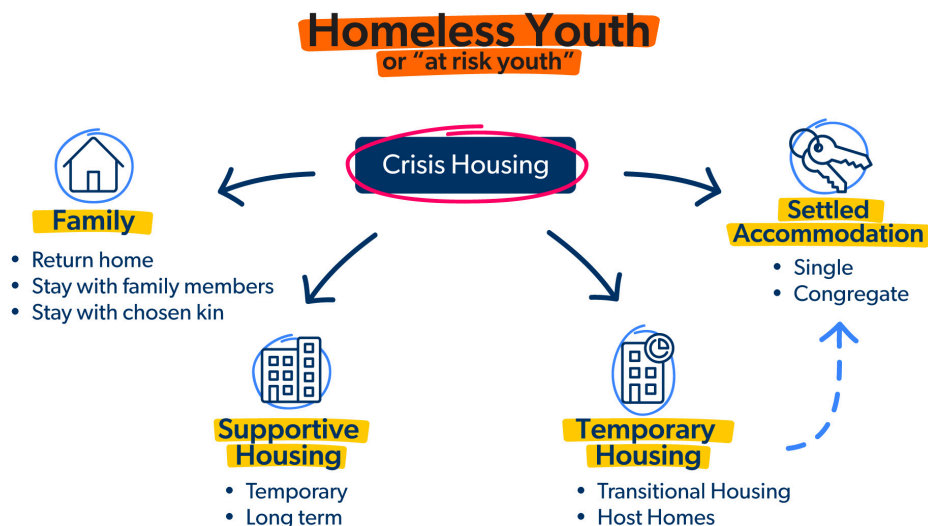 Homeless Youth
or "at risk youth"
Crisis Housing
Family
• Return home
• Stay with family members
• Stay with chosen kin
Supportive
Housing
• Temporary
• Long term
Temporary
Housing
• Transitional Housing
• Host Homes
Settled
Accommodation
• Single
• Congregate